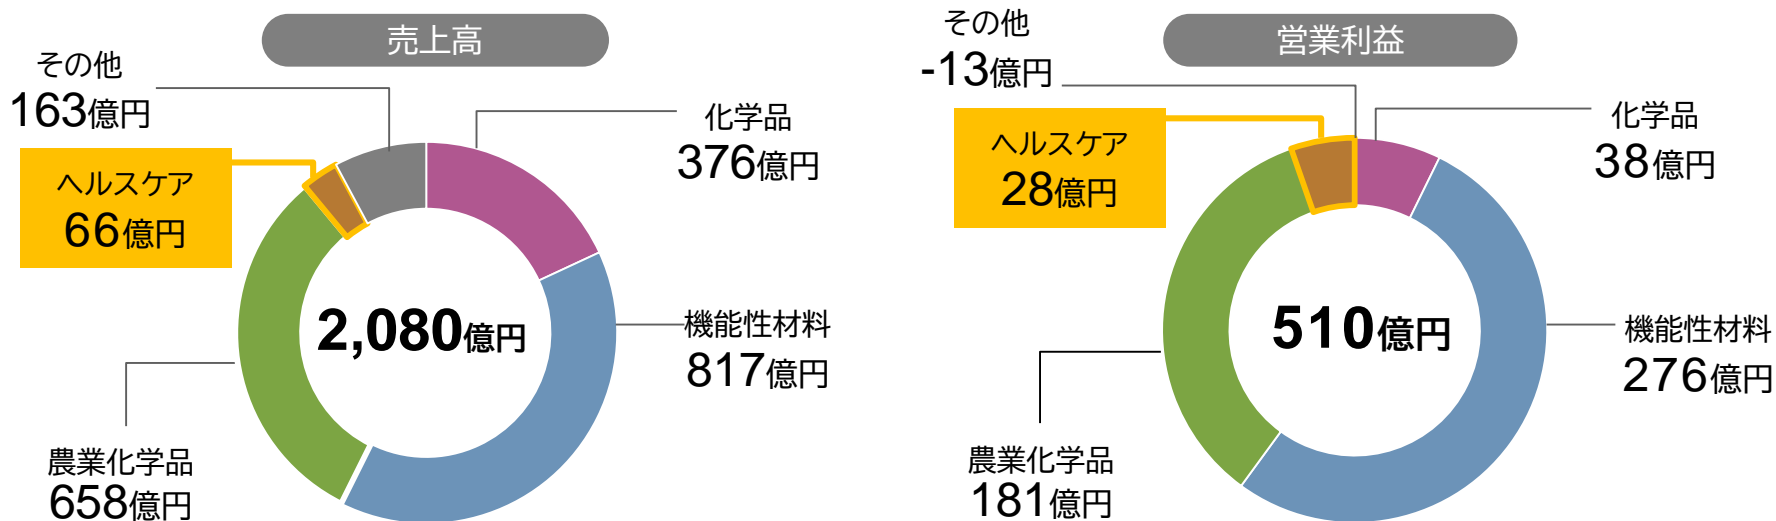 売上高
その他
163億円
化学品
376億円
ヘルスケア
66億円
2,080億円
機能性材料
817億円
農業化学品
658億円
営業利益
その他
-13億円
化学品
38億円
ヘルスケア
28億円
510億円
機能性材料
276億円
農業化学品
181億円